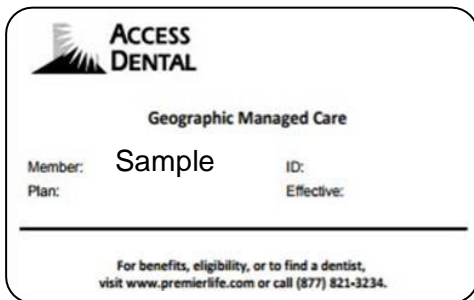 ACCESS
DENTAL
Geographic Managed Care
Member: Sample ID:
Plan: Effective:
For benefits, eligibility, or to find a dentist,
visit www.premierlife.com or call (877) 821-3234.